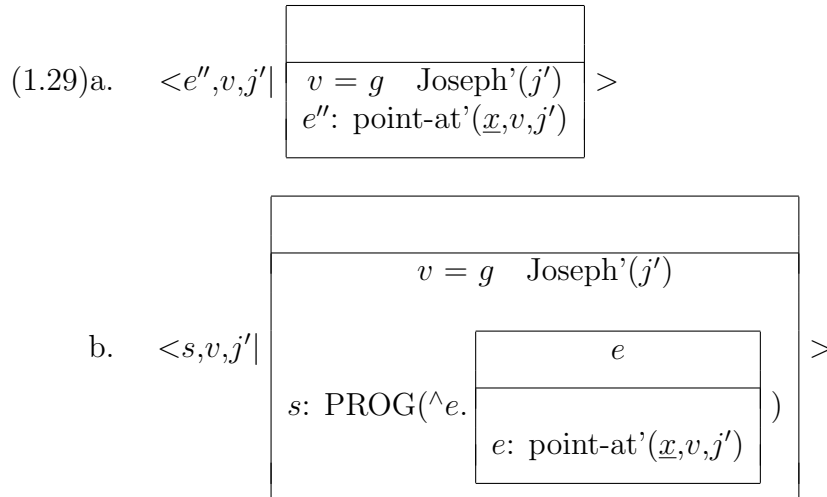 (1.29)a. <e″,v,j′|
v = g Joseph’(j′)
e″: point-at’(x,v,j′)
>
b. <s,v,j′|
v = g Joseph’(j′)
s: PROG(^e.
e
e: point-at’(x,v,j′)
)
>